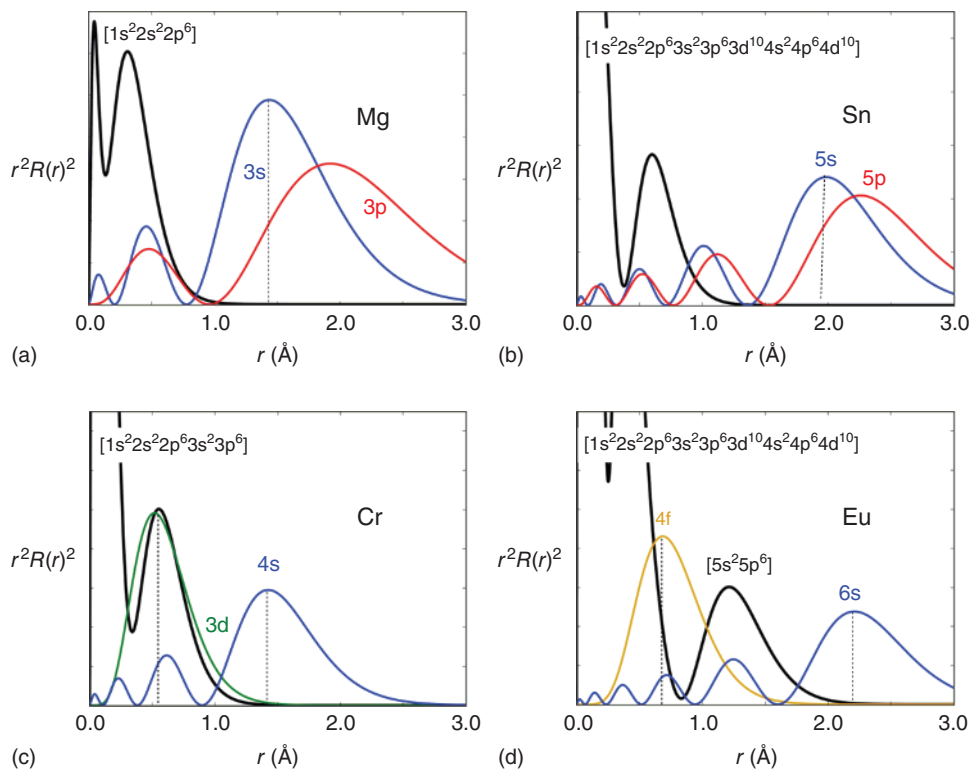 [1s²2s²2p⁶]
Mg
r²R(r)²
3s
3p
0.0 1.0 2.0 3.0
(a) r (Å)
[1s²2s²2p⁶3s²3p⁶3d¹⁰4s²4p⁶4d¹⁰]
Sn
r²R(r)²
5s
5p
0.0 1.0 2.0 3.0
(b) r (Å)
[1s²2s²2p⁶3s²3p⁶]
Cr
r²R(r)²
4s
3d
0.0 1.0 2.0 3.0
(c) r (Å)
[1s²2s²2p⁶3s²3p⁶3d¹⁰4s²4p⁶4d¹⁰]
4f
Eu
r²R(r)²
[5s²5p⁶]
6s
0.0 1.0 2.0 3.0
(d) r (Å)